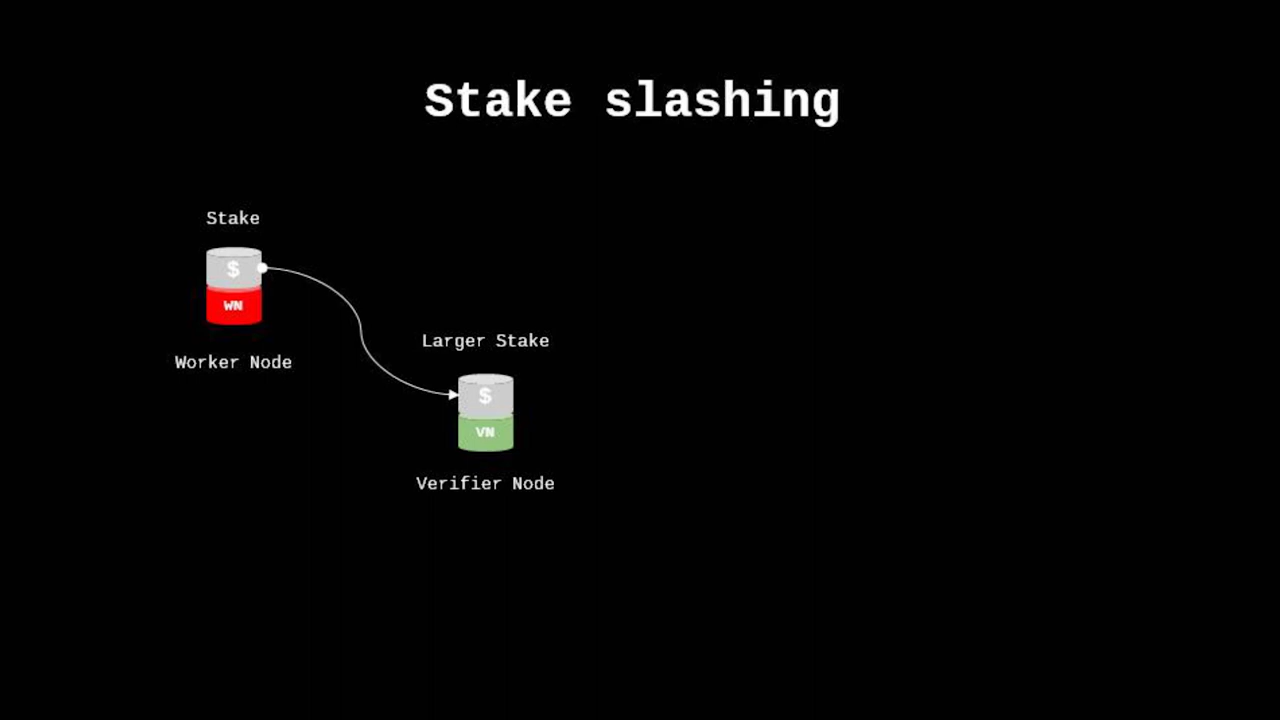 Stake slashing
Stake
$
WN
Worker Node
Larger Stake
$
VN
Verifier Node